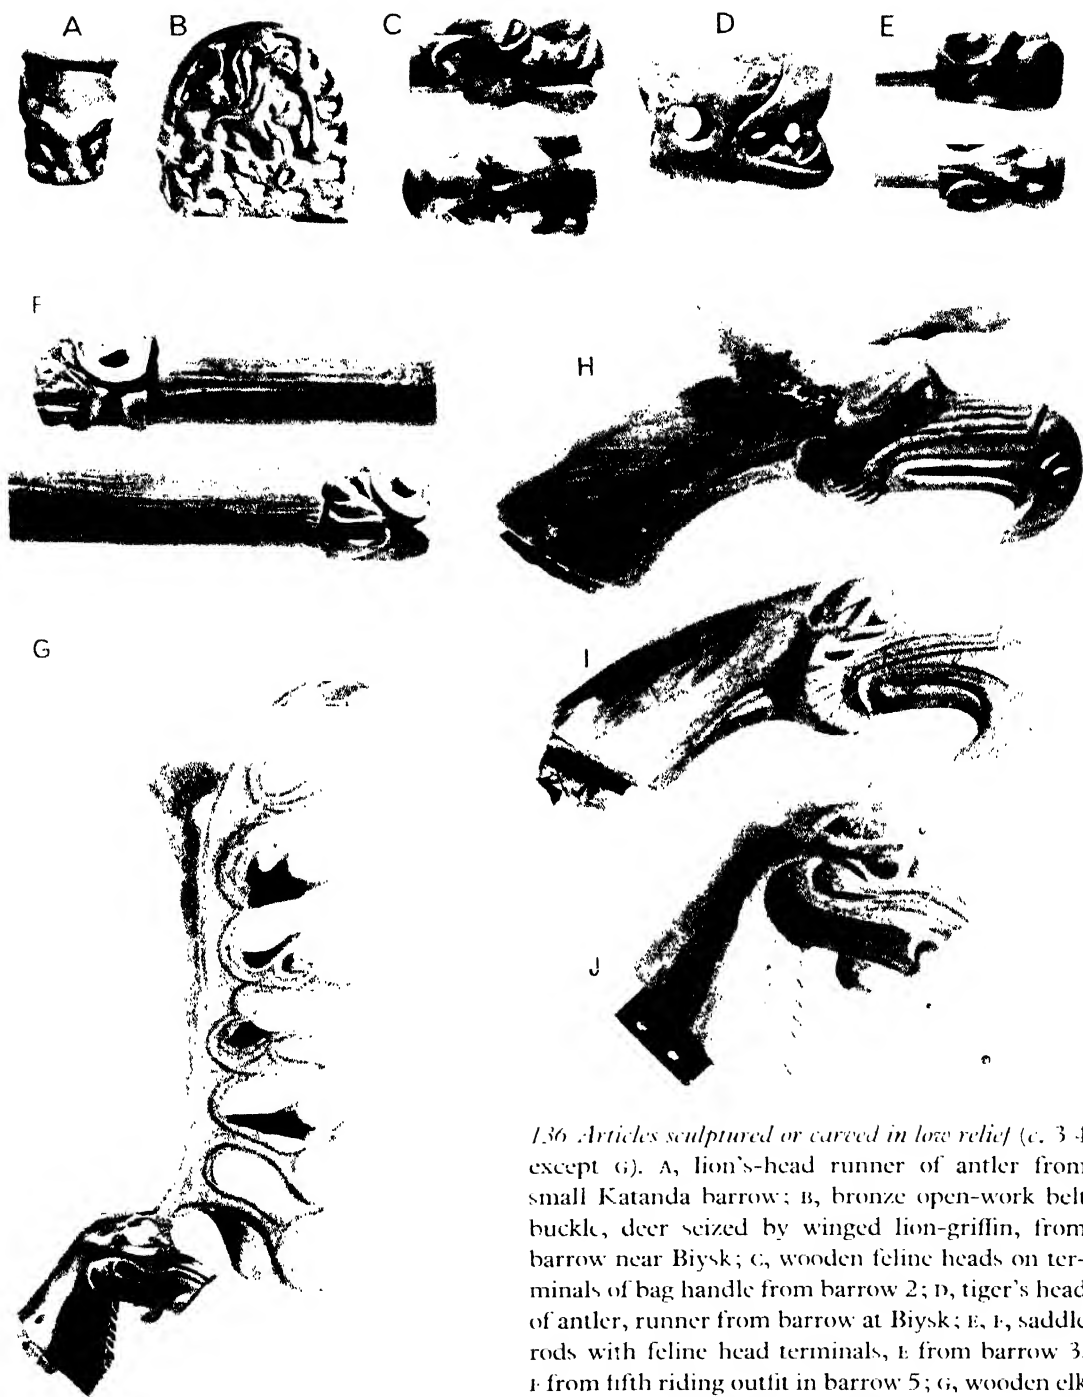 A B C D E
F
H
G
I
J
136 Articles sculptured or carved in low relief (c. 3 4
except G). A, lion's-head runner of antler from
small Katanda barrow; B, bronze open-work belt
buckle, deer seized by winged lion-griffin, from
barrow near Biysk; C, wooden feline heads on ter-
minals of bag handle from barrow 2; D, tiger's head
of antler, runner from barrow at Biysk; E, F, saddle
rods with feline head terminals, E from barrow 3,
F from fifth riding outfit in barrow 5; G, wooden elk